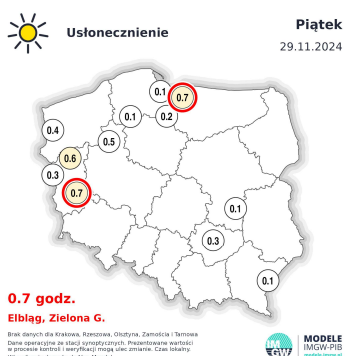 Usłonecznienie
Piątek
29.11.2024
0.1
0.7
0.1
0.2
0.4
0.5
0.6
0.3
0.7
0.1
0.3
0.1
0.7 godz.
Elbląg, Zielona G.
Brak danych dla Krakowa, Rzeszowa, Olsztyna, Zamościa i Tarnowa
Dane operacyjne ze stacji synoptycznych. Prezentowane wartości
w procesie kontroli i weryfikacji mogą ulec zmianie. Czas lokalny.
IM
GW
MODELE
IMGW-PIB